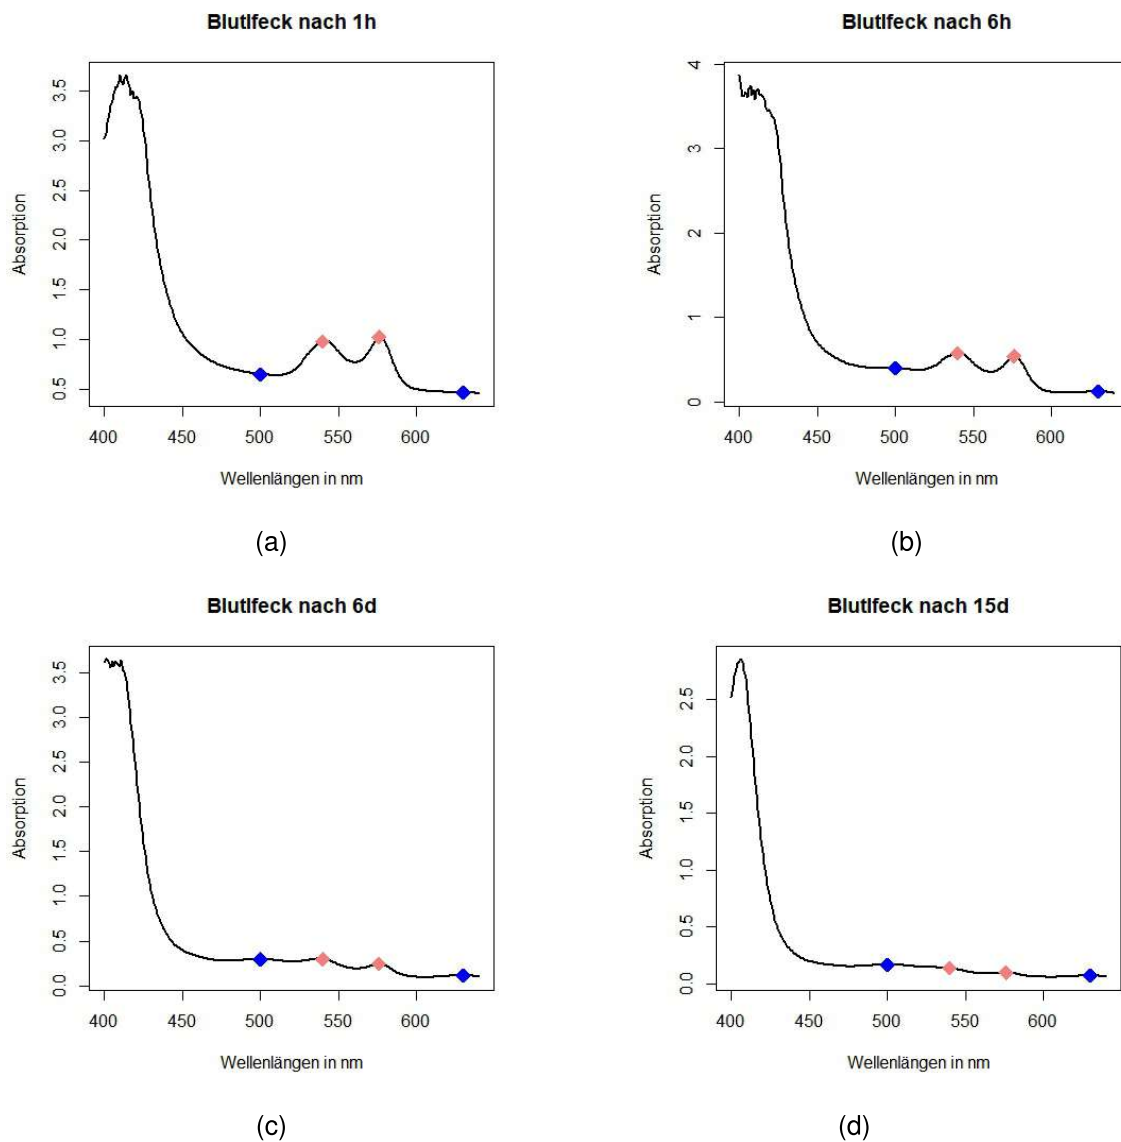 Blutlfeck nach 1h
3.5
3.0
2.5
2.0
1.5
1.0
0.5
Absorption
400 450 500 550 600
Wellenlängen in nm
(a)
Blutlfeck nach 6h
4
3
2
1
0
Absorption
400 450 500 550 600
Wellenlängen in nm
(b)
Blutlfeck nach 6d
3.5
3.0
2.5
2.0
1.5
1.0
0.5
0.0
Absorption
400 450 500 550 600
Wellenlängen in nm
(c)
Blutlfeck nach 15d
2.5
2.0
1.5
1.0
0.5
0.0
Absorption
400 450 500 550 600
Wellenlängen in nm
(d)